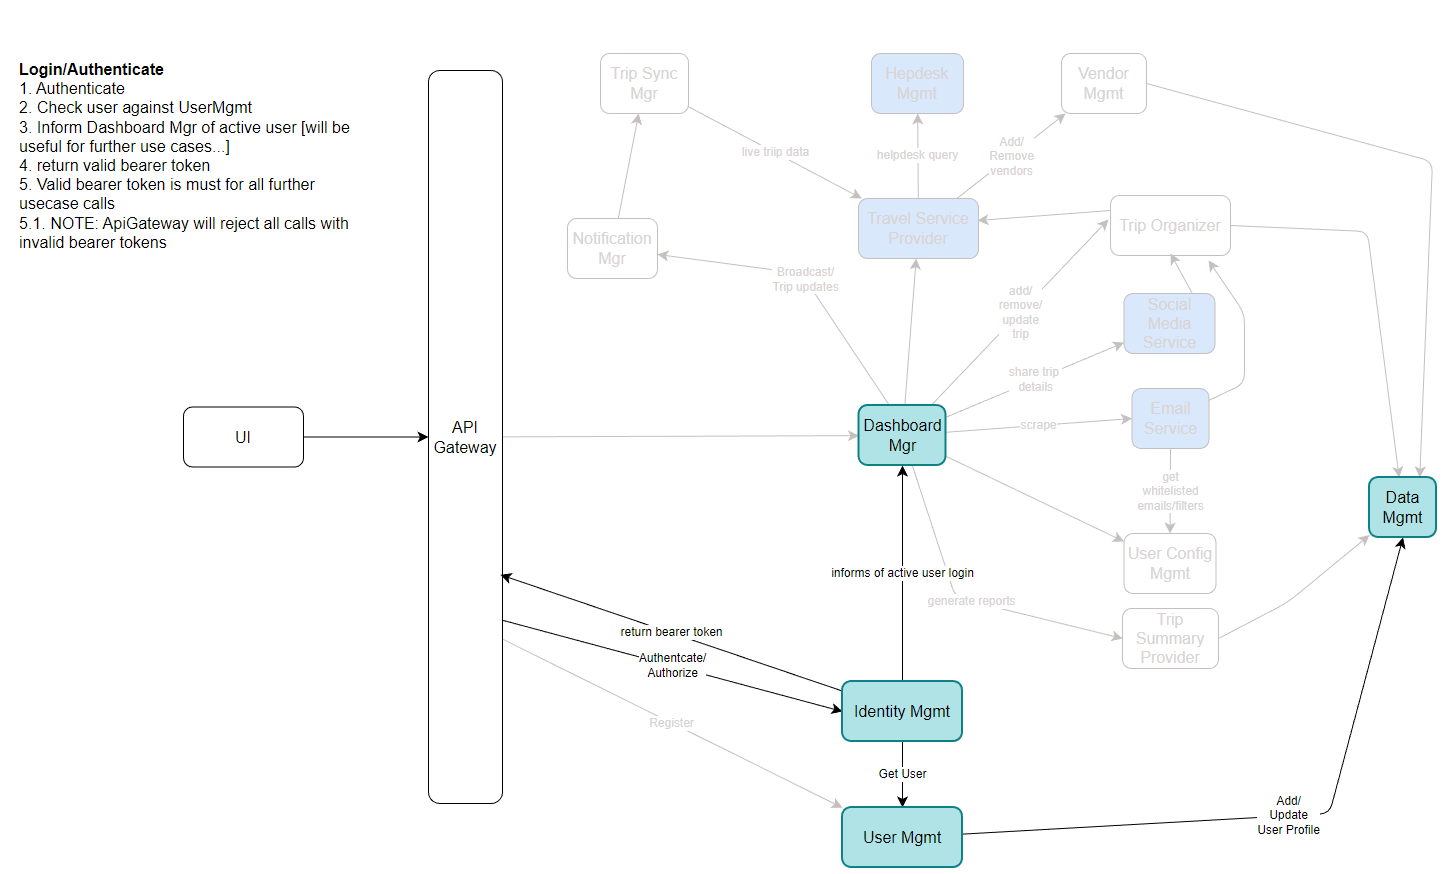 Login/Authenticate
1. Authenticate
2. Check user against UserMgmt
3. Inform Dashboard Mgr of active user [will be
useful for further use cases...]
4. return valid bearer token
5. Valid bearer token is must for all further
usecase calls
5.1. NOTE: ApiGateway will reject all calls with
invalid bearer tokens
Trip Sync
Mgr
Hepdesk
Mgmt
Vendor
Mgmt
live triip data
helpdesk query
Add/
Remove
vendors
Notification
Mgr
Travel Service
Provider
Trip Organizer
Broadcast/
Trip updates
add/
remove/
update
trip
Social
Media
Service
share trip
details
UI
API
Gateway
Dashboard
Mgr
scrape
Email
Service
get
whitelisted
emails/filters
Data
Mgmt
User Config
Mgmt
informs of active user login
generate reports
Trip
Summary
Provider
return bearer token
Authentcate/
Authorize
Identity Mgmt
Register
Get User
User Mgmt
Add/
Update
User Profile